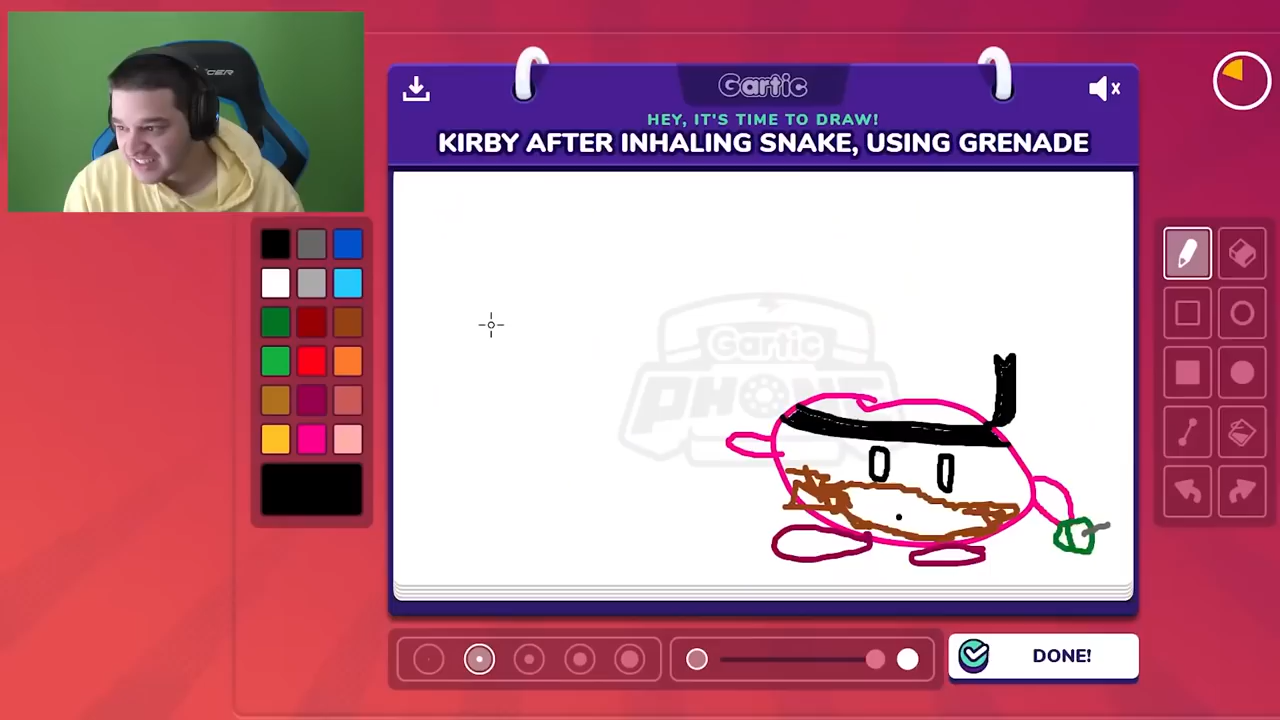 Gartic
HEY, IT'S TIME TO DRAW!
KIRBY AFTER INHALING SNAKE, USING GRENADE
Gartic
PHONE
DONE!